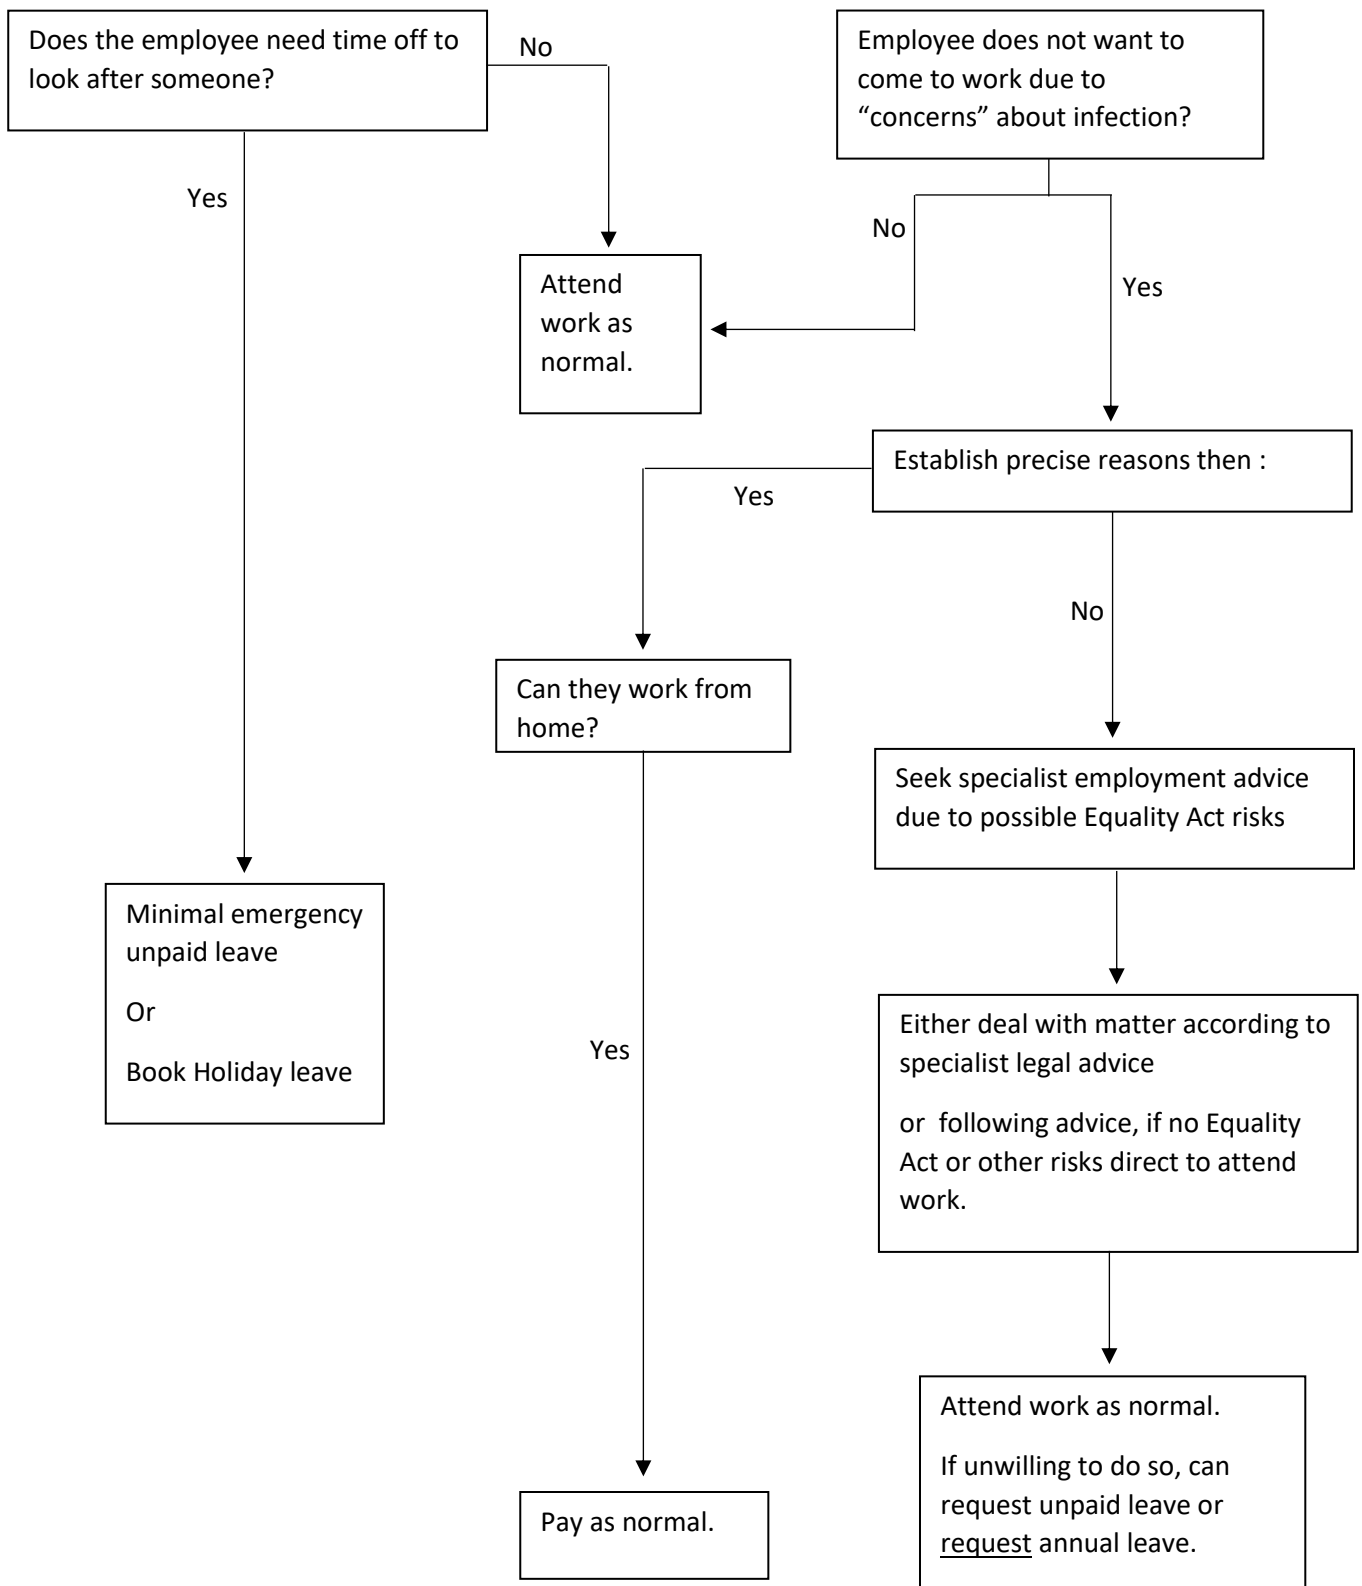 Does the employee need time off to
look after someone?
No
Employee does not want to
come to work due to
“concerns” about infection?
Yes
No
Attend
work as
normal.
Yes
Establish precise reasons then :
Yes
No
Can they work from
home?
Seek specialist employment advice
due to possible Equality Act risks
Minimal emergency
unpaid leave
Or
Book Holiday leave
Yes
Either deal with matter according to
specialist legal advice
or  following advice, if no Equality
Act or other risks direct to attend
work.
Attend work as normal.
If unwilling to do so, can
request unpaid leave or
request annual leave.
Pay as normal.